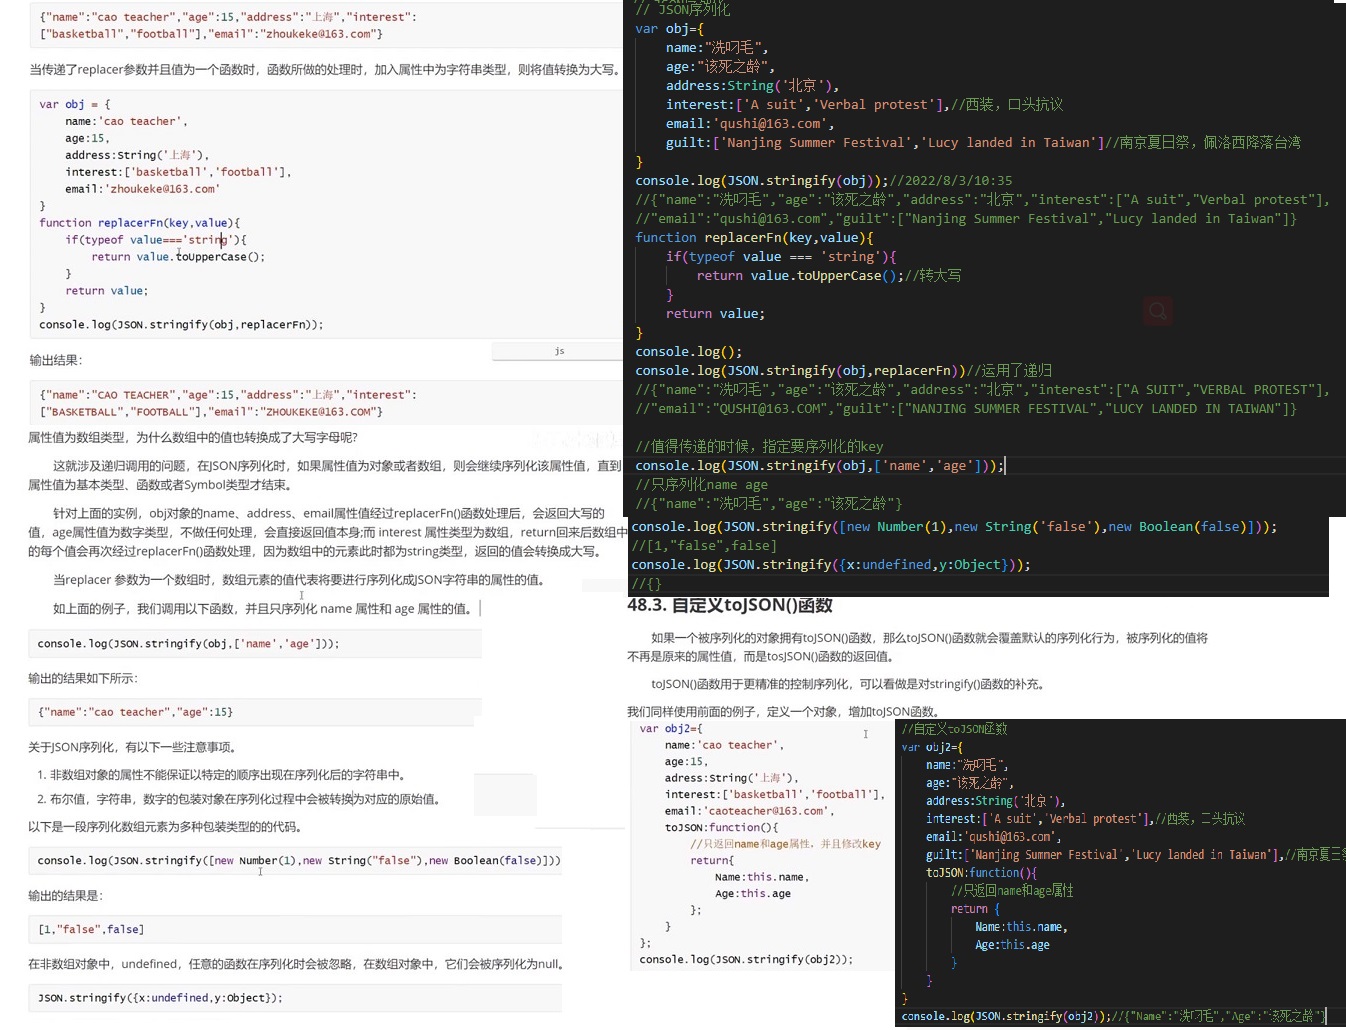 {"name":"cao teacher","age":15,"address":"上海","interest":
["basketball","football"],"email":"zhoukeke@163.com"}
当传递了replacer参数并且值为一个函数时，函数所做的处理时，加入属性中为字符串类型，则将值转换为大写。
var obj = {
name:'cao teacher',
age:15,
address:String('上海'),
interest:['basketball','football'],
email:'zhoukeke@163.com'
}
function replacerFn(key,value){
if(typeof value==='string'){
return value.toUpperCase();
}
return value;
}
console.log(JSON.stringify(obj,replacerFn));
js
输出结果：
{"name":"CAO TEACHER","age":15,"address":"上海","interest":
["BASKETBALL","FOOTBALL"],"email":"ZHOUKEKE@163.COM"}
属性值为数组类型，为什么数组中的值也转换成了大写字母呢?
这就涉及递归调用的问题，在JSON序列化时，如果属性值为对象或者数组，则会继续序列化该属性值，直到
属性值为基本类型、函数或者Symbol类型才结束。
针对上面的实例，obj对象的name、address、email属性值经过replacerFn()函数处理后，会返回大写的
值，age属性值为数字类型，不做任何处理，会直接返回值本身;而 interest 属性类型为数组，return回来后数组中
的每个值会再次经过replacerFn()函数处理，因为数组中的元素此时都为string类型，返回的值会转换成大写。
当replacer 参数为一个数组时，数组元素的值代表将要进行序列化成JSON字符串的属性的值。
如上面的例子，我们调用以下函数，并且只序列化 name 属性和 age 属性的值。
console.log(JSON.stringify(obj,['name','age']));
输出的结果如下所示：
{"name":"cao teacher","age":15}
关于JSON序列化，有以下一些注意事项。
1. 非数组对象的属性不能保证以特定的顺序出现在序列化后的字符串中。
2. 布尔值，字符串，数字的包装对象在序列化过程中会被转换为对应的原始值。
以下是一段序列化数组元素为多种包装类型的的代码。
console.log(JSON.stringify([new Number(1),new String("false"),new Boolean(false)]))
输出的结果是：
[1,"false",false]
在非数组对象中，undefined，任意的函数在序列化时会被忽略，在数组对象中，它们会被序列化为null。
JSON.stringify({x:undefined,y:Object});
// JSON序列化
var obj={
name:"洗叼毛",
age:"该死之龄",
address:String('北京'),
interest:['A suit','Verbal protest'],//西装，口头抗议
email:'qushi@163.com',
guilt:['Nanjing Summer Festival','Lucy landed in Taiwan']//南京夏日祭，佩洛西降落台湾
}
console.log(JSON.stringify(obj));//2022/8/3/10:35
//{"name":"洗叼毛","age":"该死之龄","address":"北京","interest":["A suit","Verbal protest"],
//"email":"qushi@163.com","guilt":["Nanjing Summer Festival","Lucy landed in Taiwan"]}
function replacerFn(key,value){
if(typeof value === 'string'){
return value.toUpperCase();//转大写
}
return value;
}
console.log();
console.log(JSON.stringify(obj,replacerFn))//运用了递归
//{"name":"洗叼毛","age":"该死之龄","address":"北京","interest":["A SUIT","VERBAL PROTEST"],
//"email":"QUSHI@163.COM","guilt":["NANJING SUMMER FESTIVAL","LUCY LANDED IN TAIWAN"]}
//值得传递的时候，指定要序列化的key
console.log(JSON.stringify(obj,['name','age']));
//只序列化name age
//{"name":"洗叼毛","age":"该死之龄"}
console.log(JSON.stringify([new Number(1),new String('false'),new Boolean(false)]));
//[1,"false",false]
console.log(JSON.stringify({x:undefined,y:Object}));
//{}
48.3. 自定义toJSON()函数
如果一个被序列化的对象拥有toJSON()函数，那么toJSON()函数就会覆盖默认的序列化行为，被序列化的值将
不再是原来的属性值，而是tosJSON()函数的返回值。
toJSON()函数用于更精准的控制序列化，可以看做是对stringify()函数的补充。
我们同样使用前面的例子，定义一个对象，增加toJSON函数。
var obj2={
name:'cao teacher',
age:15,
adress:String('上海'),
interest:['basketball','football'],
email:'caoteacher@163.com',
toJSON:function(){
//只返回name和age属性，并且修改key
return{
Name:this.name,
Age:this.age
};
}
};
console.log(JSON.stringify(obj2));
//自定义toJSON函数
var obj2={
name:"洗叼毛",
age:"该死之龄",
address:String('北京'),
interest:['A suit','Verbal protest'],//西装，口头抗议
email:'qushi@163.com',
guilt:['Nanjing Summer Festival','Lucy landed in Taiwan'],//南京夏日祭
toJSON:function(){
//只返回name和age属性
return {
Name:this.name,
Age:this.age
}
}
}
console.log(JSON.stringify(obj2));//{"Name":"洗叼毛","Age":"该死之龄"}